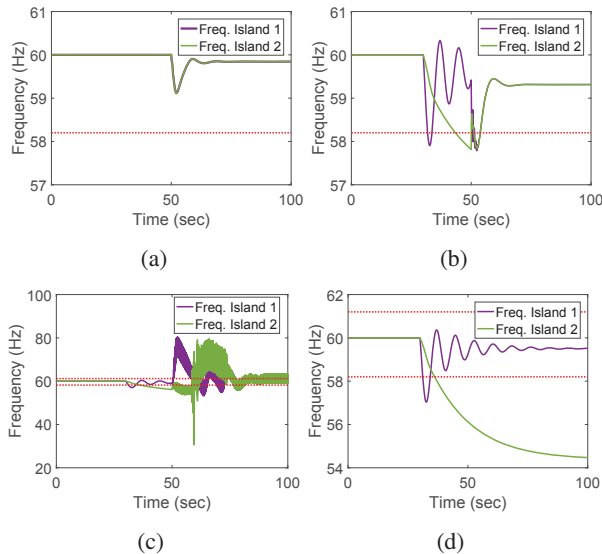 Freq. Island 1
Freq. Island 2
61
60
59
58
57
Frequency (Hz)
0
50
100
Time (sec)
(a)
Freq. Island 1
Freq. Island 2
61
60
59
58
57
Frequency (Hz)
0
50
100
Time (sec)
(b)
Freq. Island 1
Freq. Island 2
100
80
60
40
20
Frequency (Hz)
0
50
100
Time (sec)
(c)
Freq. Island 1
Freq. Island 2
62
60
58
56
54
Frequency (Hz)
0
50
100
Time (sec)
(d)